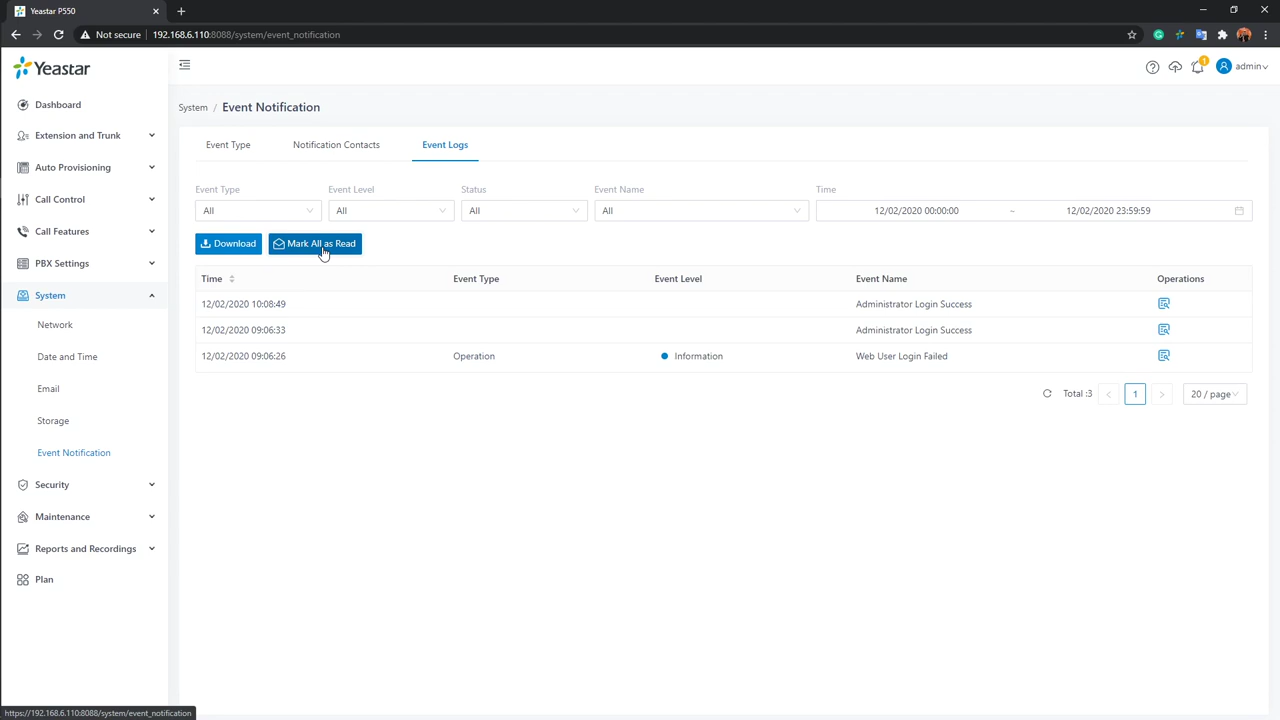 Yeastar P550
Not secure 192.168.6.110:8088/system/event_notification
Yeastar
1
admin
Dashboard
Extension and Trunk
Auto Provisioning
Call Control
Call Features
PBX Settings
System
Network
Date and Time
Email
Storage
Event Notification
Security
Maintenance
Reports and Recordings
Plan
System / Event Notification
Event Type Notification Contacts Event Logs
Event Type Event Level Status Event Name Time
All All All All 12/02/2020 00:00:00 ~ 12/02/2020 23:59:59
Download Mark All as Read
Time Event Type Event Level Event Name Operations
12/02/2020 10:08:49 Administrator Login Success
12/02/2020 09:06:33 Administrator Login Success
12/02/2020 09:06:26 Operation Information Web User Login Failed
Total :3 < 1 > 20 / page
https://192.168.6.110:8088/system/event_notification